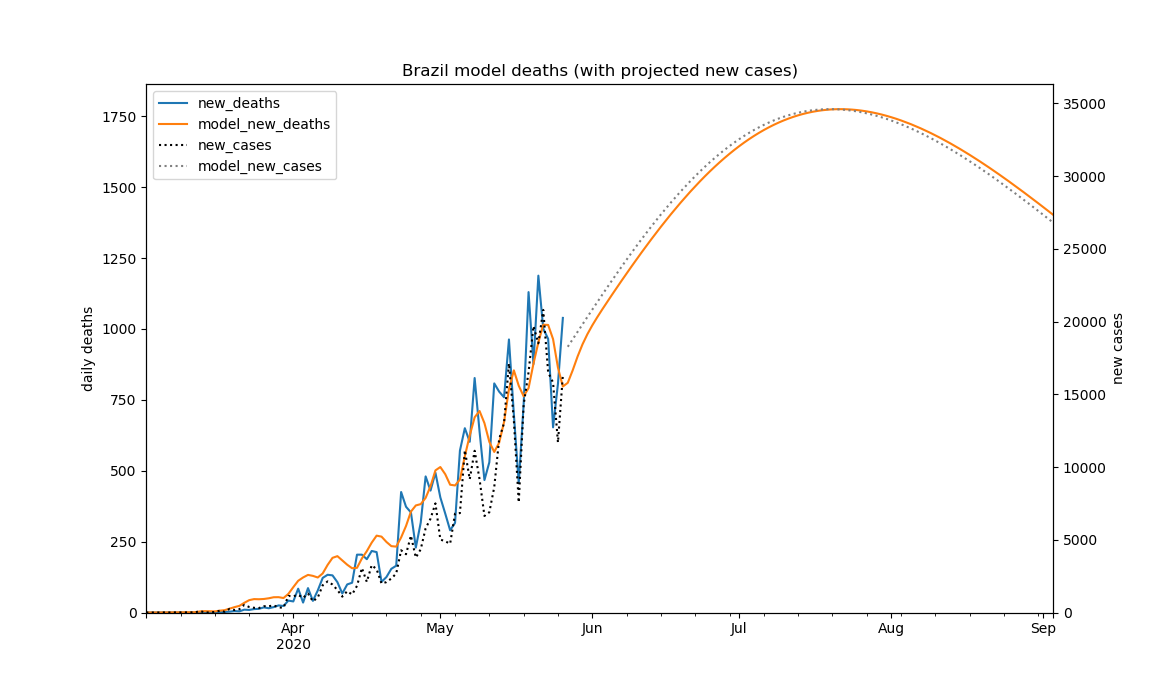 Brazil model deaths (with projected new cases)
new_deaths
model_new_deaths
new_cases
model_new_cases
daily deaths
1750
1500
1250
1000
750
500
250
0
new cases
35000
30000
25000
20000
15000
10000
5000
0
Apr
2020
May
Jun
Jul
Aug
Sep